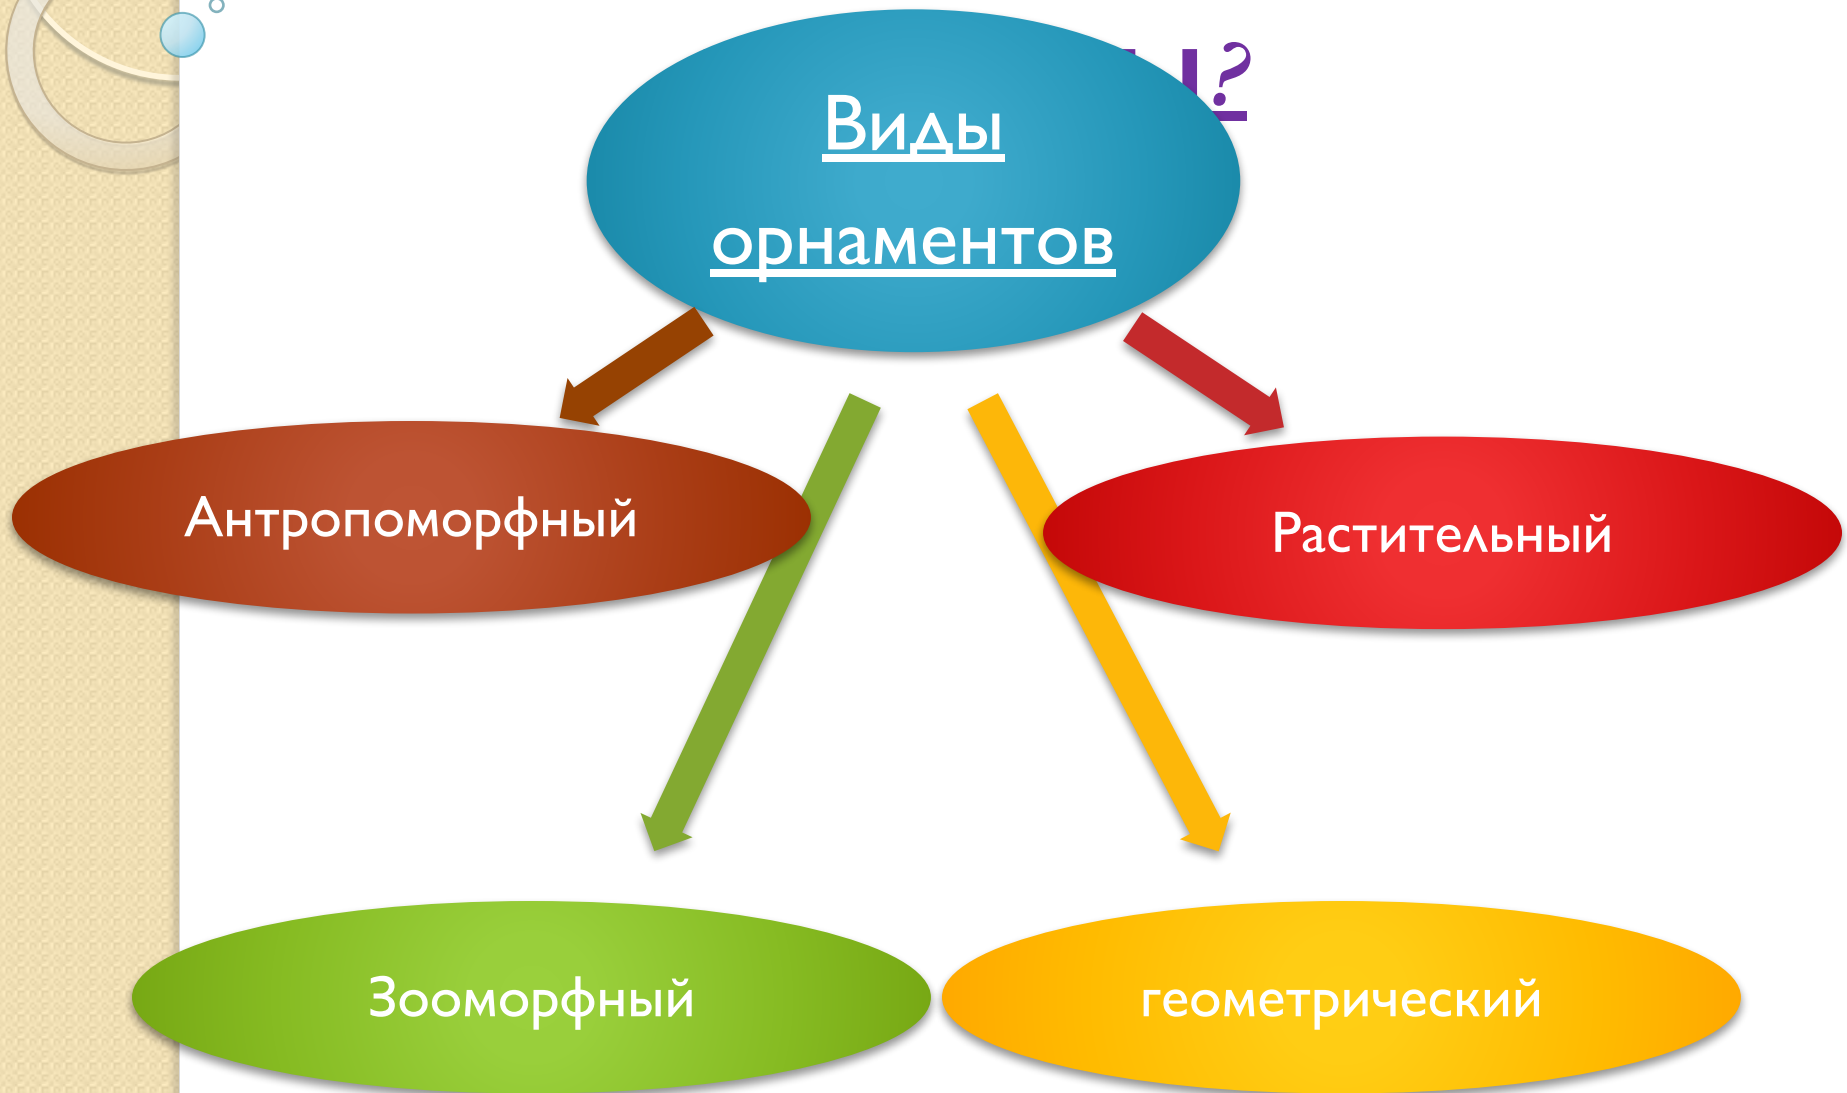 Виды
орнаментов
Антропоморфный
Растительный
Зооморфный
геометрический